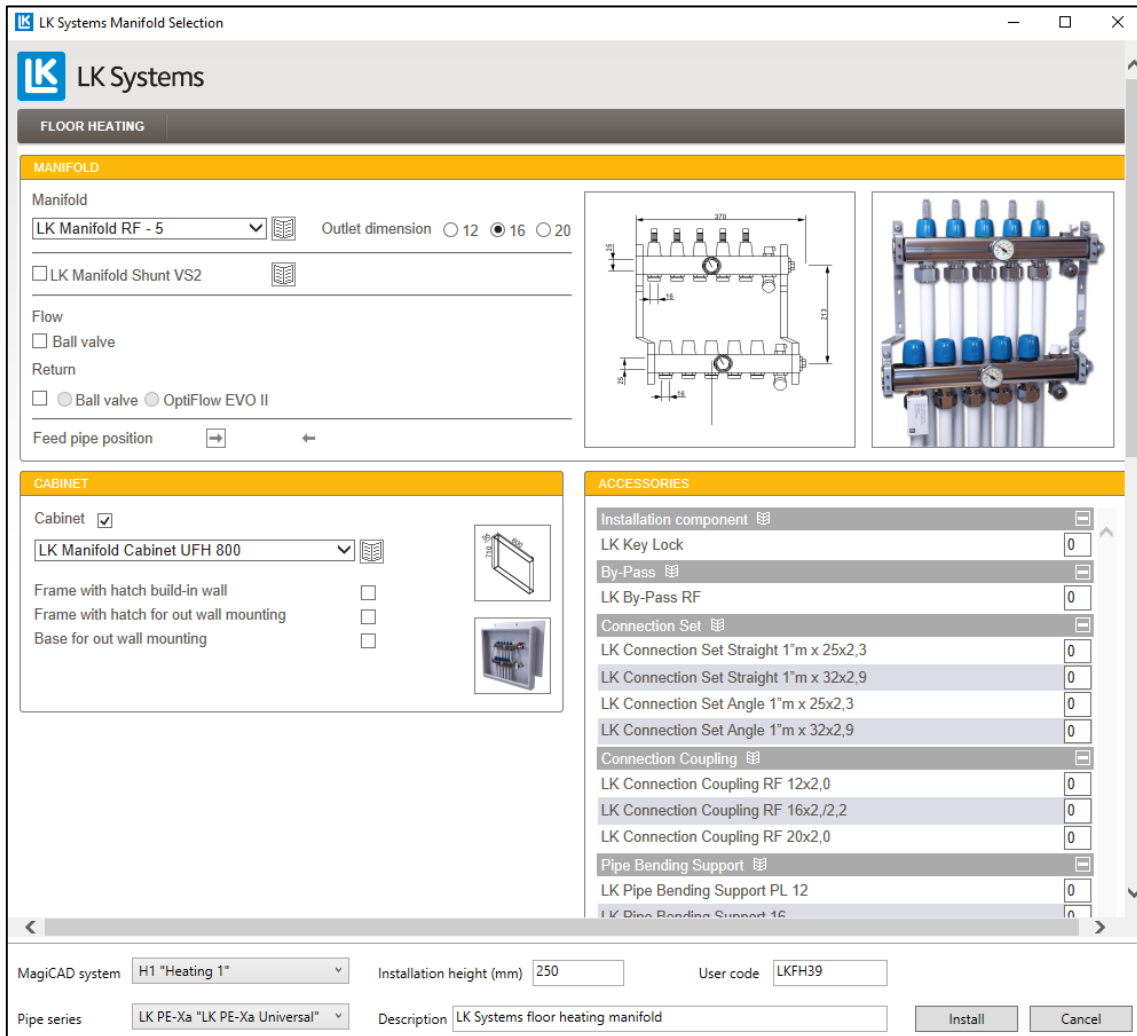 LK Systems Manifold Selection
LK LK Systems
FLOOR HEATING
MANIFOLD
Manifold
LK Manifold RF - 5
Outlet dimension 12 16 20
LK Manifold Shunt VS2
Flow
Ball valve
Return
Ball valve OptiFlow EVO II
Feed pipe position
370
25
16
213
25
16
CABINET
Cabinet
LK Manifold Cabinet UFH 800
Frame with hatch build-in wall
Frame with hatch for out wall mounting
Base for out wall mounting
95
800
710
ACCESSORIES
Installation component
LK Key Lock 0
By-Pass
LK By-Pass RF 0
Connection Set
LK Connection Set Straight 1"m x 25x2,3 0
LK Connection Set Straight 1"m x 32x2,9 0
LK Connection Set Angle 1"m x 25x2,3 0
LK Connection Set Angle 1"m x 32x2,9 0
Connection Coupling
LK Connection Coupling RF 12x2,0 0
LK Connection Coupling RF 16x2,/2,2 0
LK Connection Coupling RF 20x2,0 0
Pipe Bending Support
LK Pipe Bending Support PL 12 0
LK Pipe Bending Support 16 0
MagiCAD system H1 "Heating 1" Installation height (mm) 250 User code LKFH39
Pipe series LK PE-Xa "LK PE-Xa Universal" Description LK Systems floor heating manifold Install Cancel